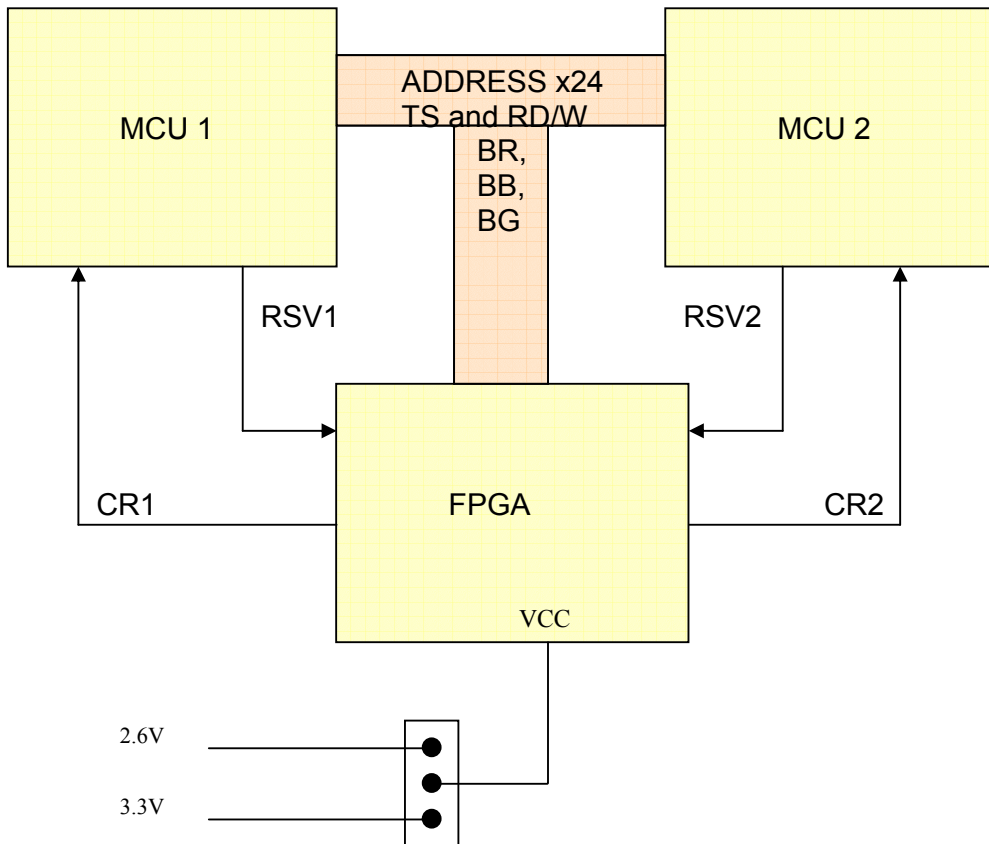 ADDRESS x24
TS and RD/W
BR,
BB,
BG
MCU 1
MCU 2
RSV1
RSV2
CR1
FPGA
CR2
VCC
2.6V
3.3V